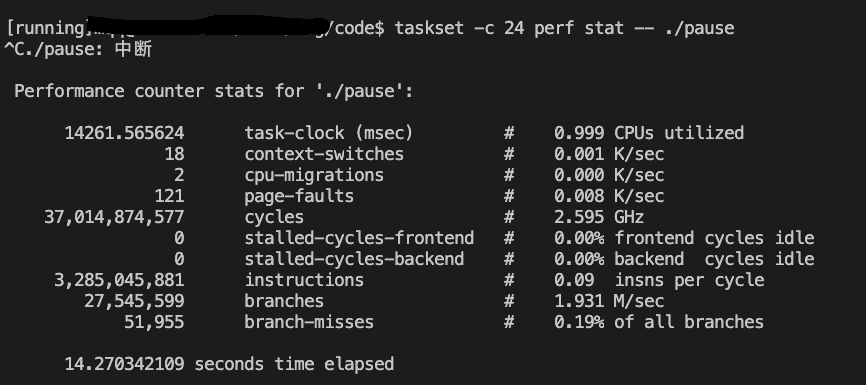 [running] /code$ taskset -c 24 perf stat -- ./pause
^C./pause: 中断
Performance counter stats for './pause':
14261.565624 task-clock (msec) # 0.999 CPUs utilized
18 context-switches # 0.001 K/sec
2 cpu-migrations # 0.000 K/sec
121 page-faults # 0.008 K/sec
37,014,874,577 cycles # 2.595 GHz
0 stalled-cycles-frontend # 0.00% frontend cycles idle
0 stalled-cycles-backend # 0.00% backend cycles idle
3,285,045,881 instructions # 0.09 insns per cycle
27,545,599 branches # 1.931 M/sec
51,955 branch-misses # 0.19% of all branches
14.270342109 seconds time elapsed